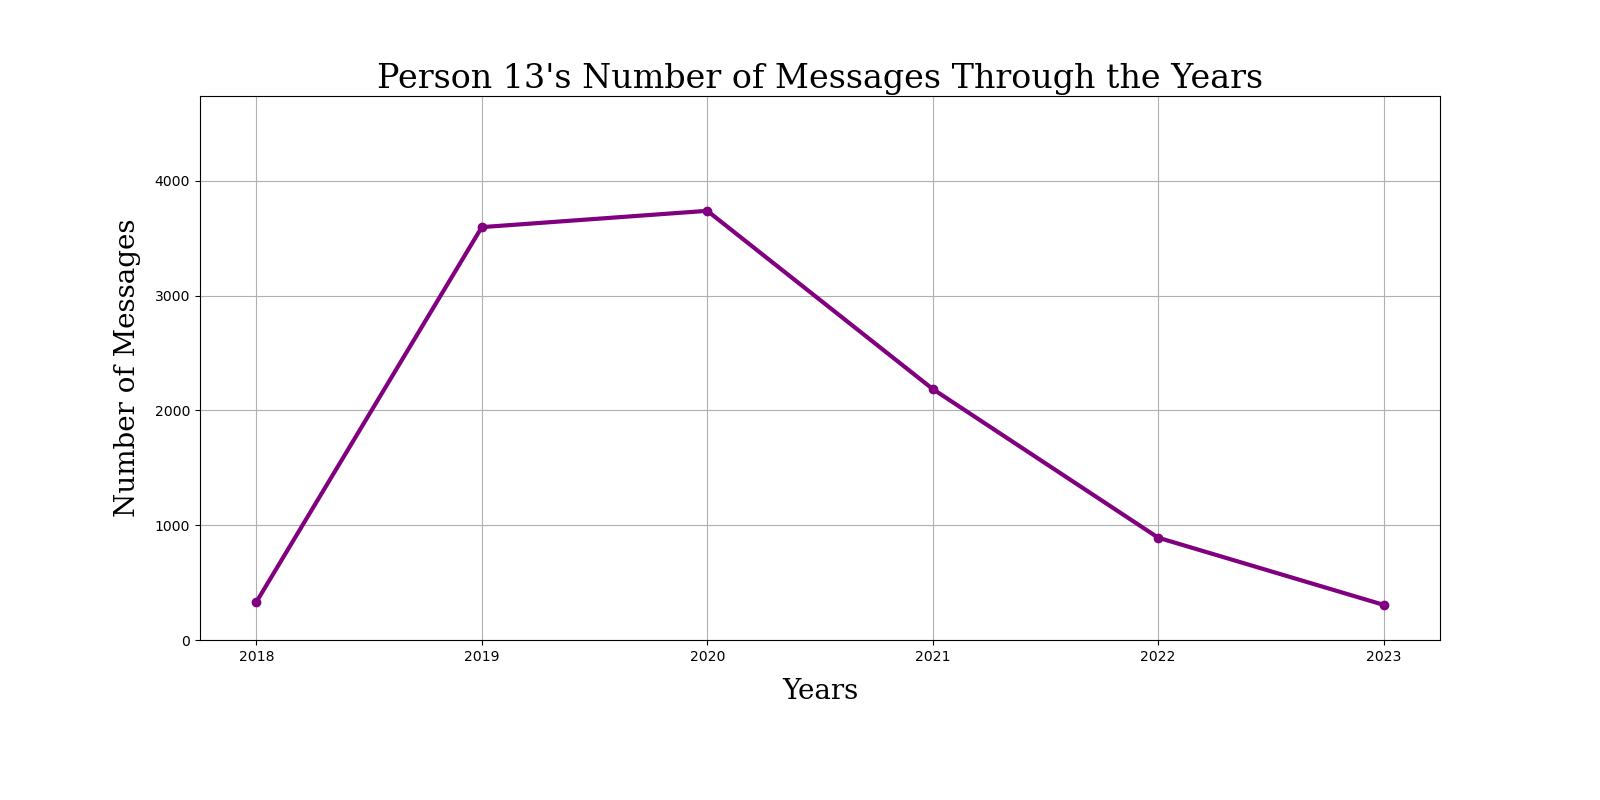 Person 13's Number of Messages Through the Years
Number of Messages
4000
3000
2000
1000
0
2018 2019 2020 2021 2022 2023
Years